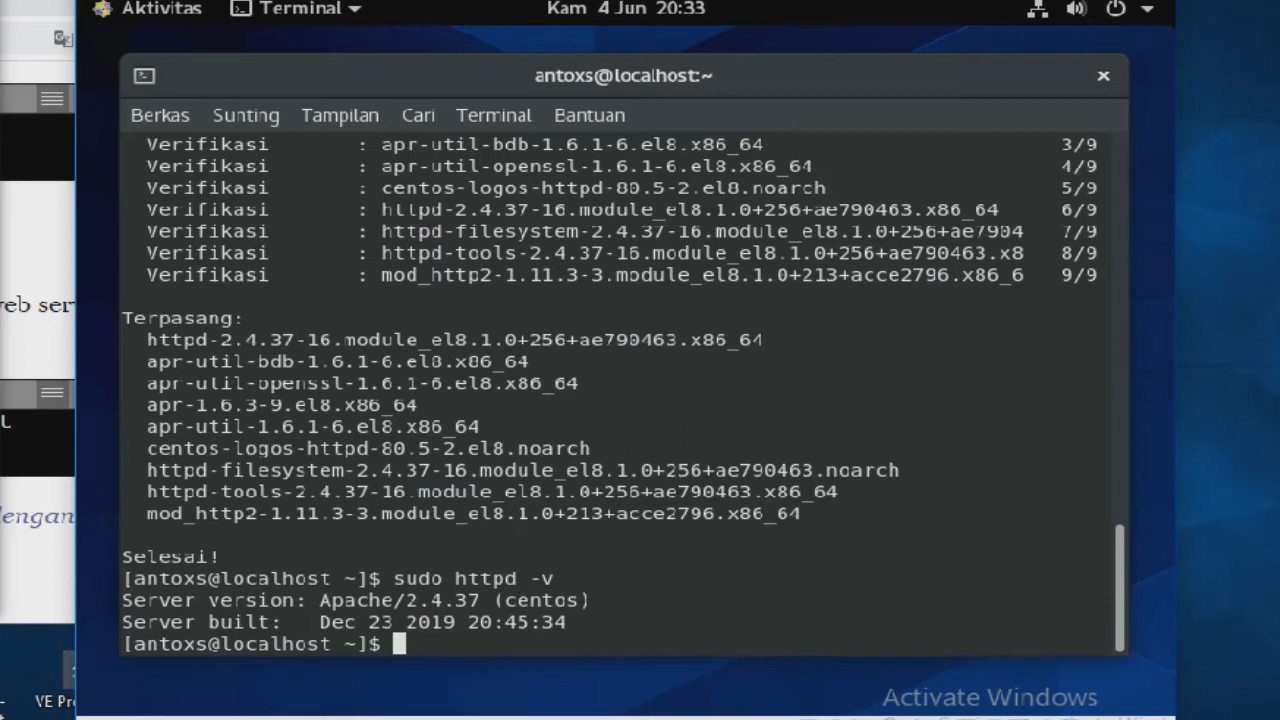 Aktivitas Terminal Kam 4 Jun 20:33
antoxs@localhost:~
Berkas Sunting Tampilan Cari Terminal Bantuan
Verifikasi : apr-util-bdb-1.6.1-6.el8.x86_64 3/9
Verifikasi : apr-util-openssl-1.6.1-6.el8.x86_64 4/9
Verifikasi : centos-logos-httpd-80.5-2.el8.noarch 5/9
Verifikasi : httpd-2.4.37-16.module_el8.1.0+256+ae790463.x86_64 6/9
Verifikasi : httpd-filesystem-2.4.37-16.module_el8.1.0+256+ae7904 7/9
Verifikasi : httpd-tools-2.4.37-16.module_el8.1.0+256+ae790463.x8 8/9
Verifikasi : mod_http2-1.11.3-3.module_el8.1.0+213+acce2796.x86_6 9/9
Terpasang:
httpd-2.4.37-16.module_el8.1.0+256+ae790463.x86_64
apr-util-bdb-1.6.1-6.el8.x86_64
apr-util-openssl-1.6.1-6.el8.x86_64
apr-1.6.3-9.el8.x86_64
apr-util-1.6.1-6.el8.x86_64
centos-logos-httpd-80.5-2.el8.noarch
httpd-filesystem-2.4.37-16.module_el8.1.0+256+ae790463.noarch
httpd-tools-2.4.37-16.module_el8.1.0+256+ae790463.x86_64
mod_http2-1.11.3-3.module_el8.1.0+213+acce2796.x86_64
Selesai!
[antoxs@localhost ~]$ sudo httpd -v
Server version: Apache/2.4.37 (centos)
Server built: Dec 23 2019 20:45:34
[antoxs@localhost ~]$
eb ser
engan
VE Pr
Activate Windows